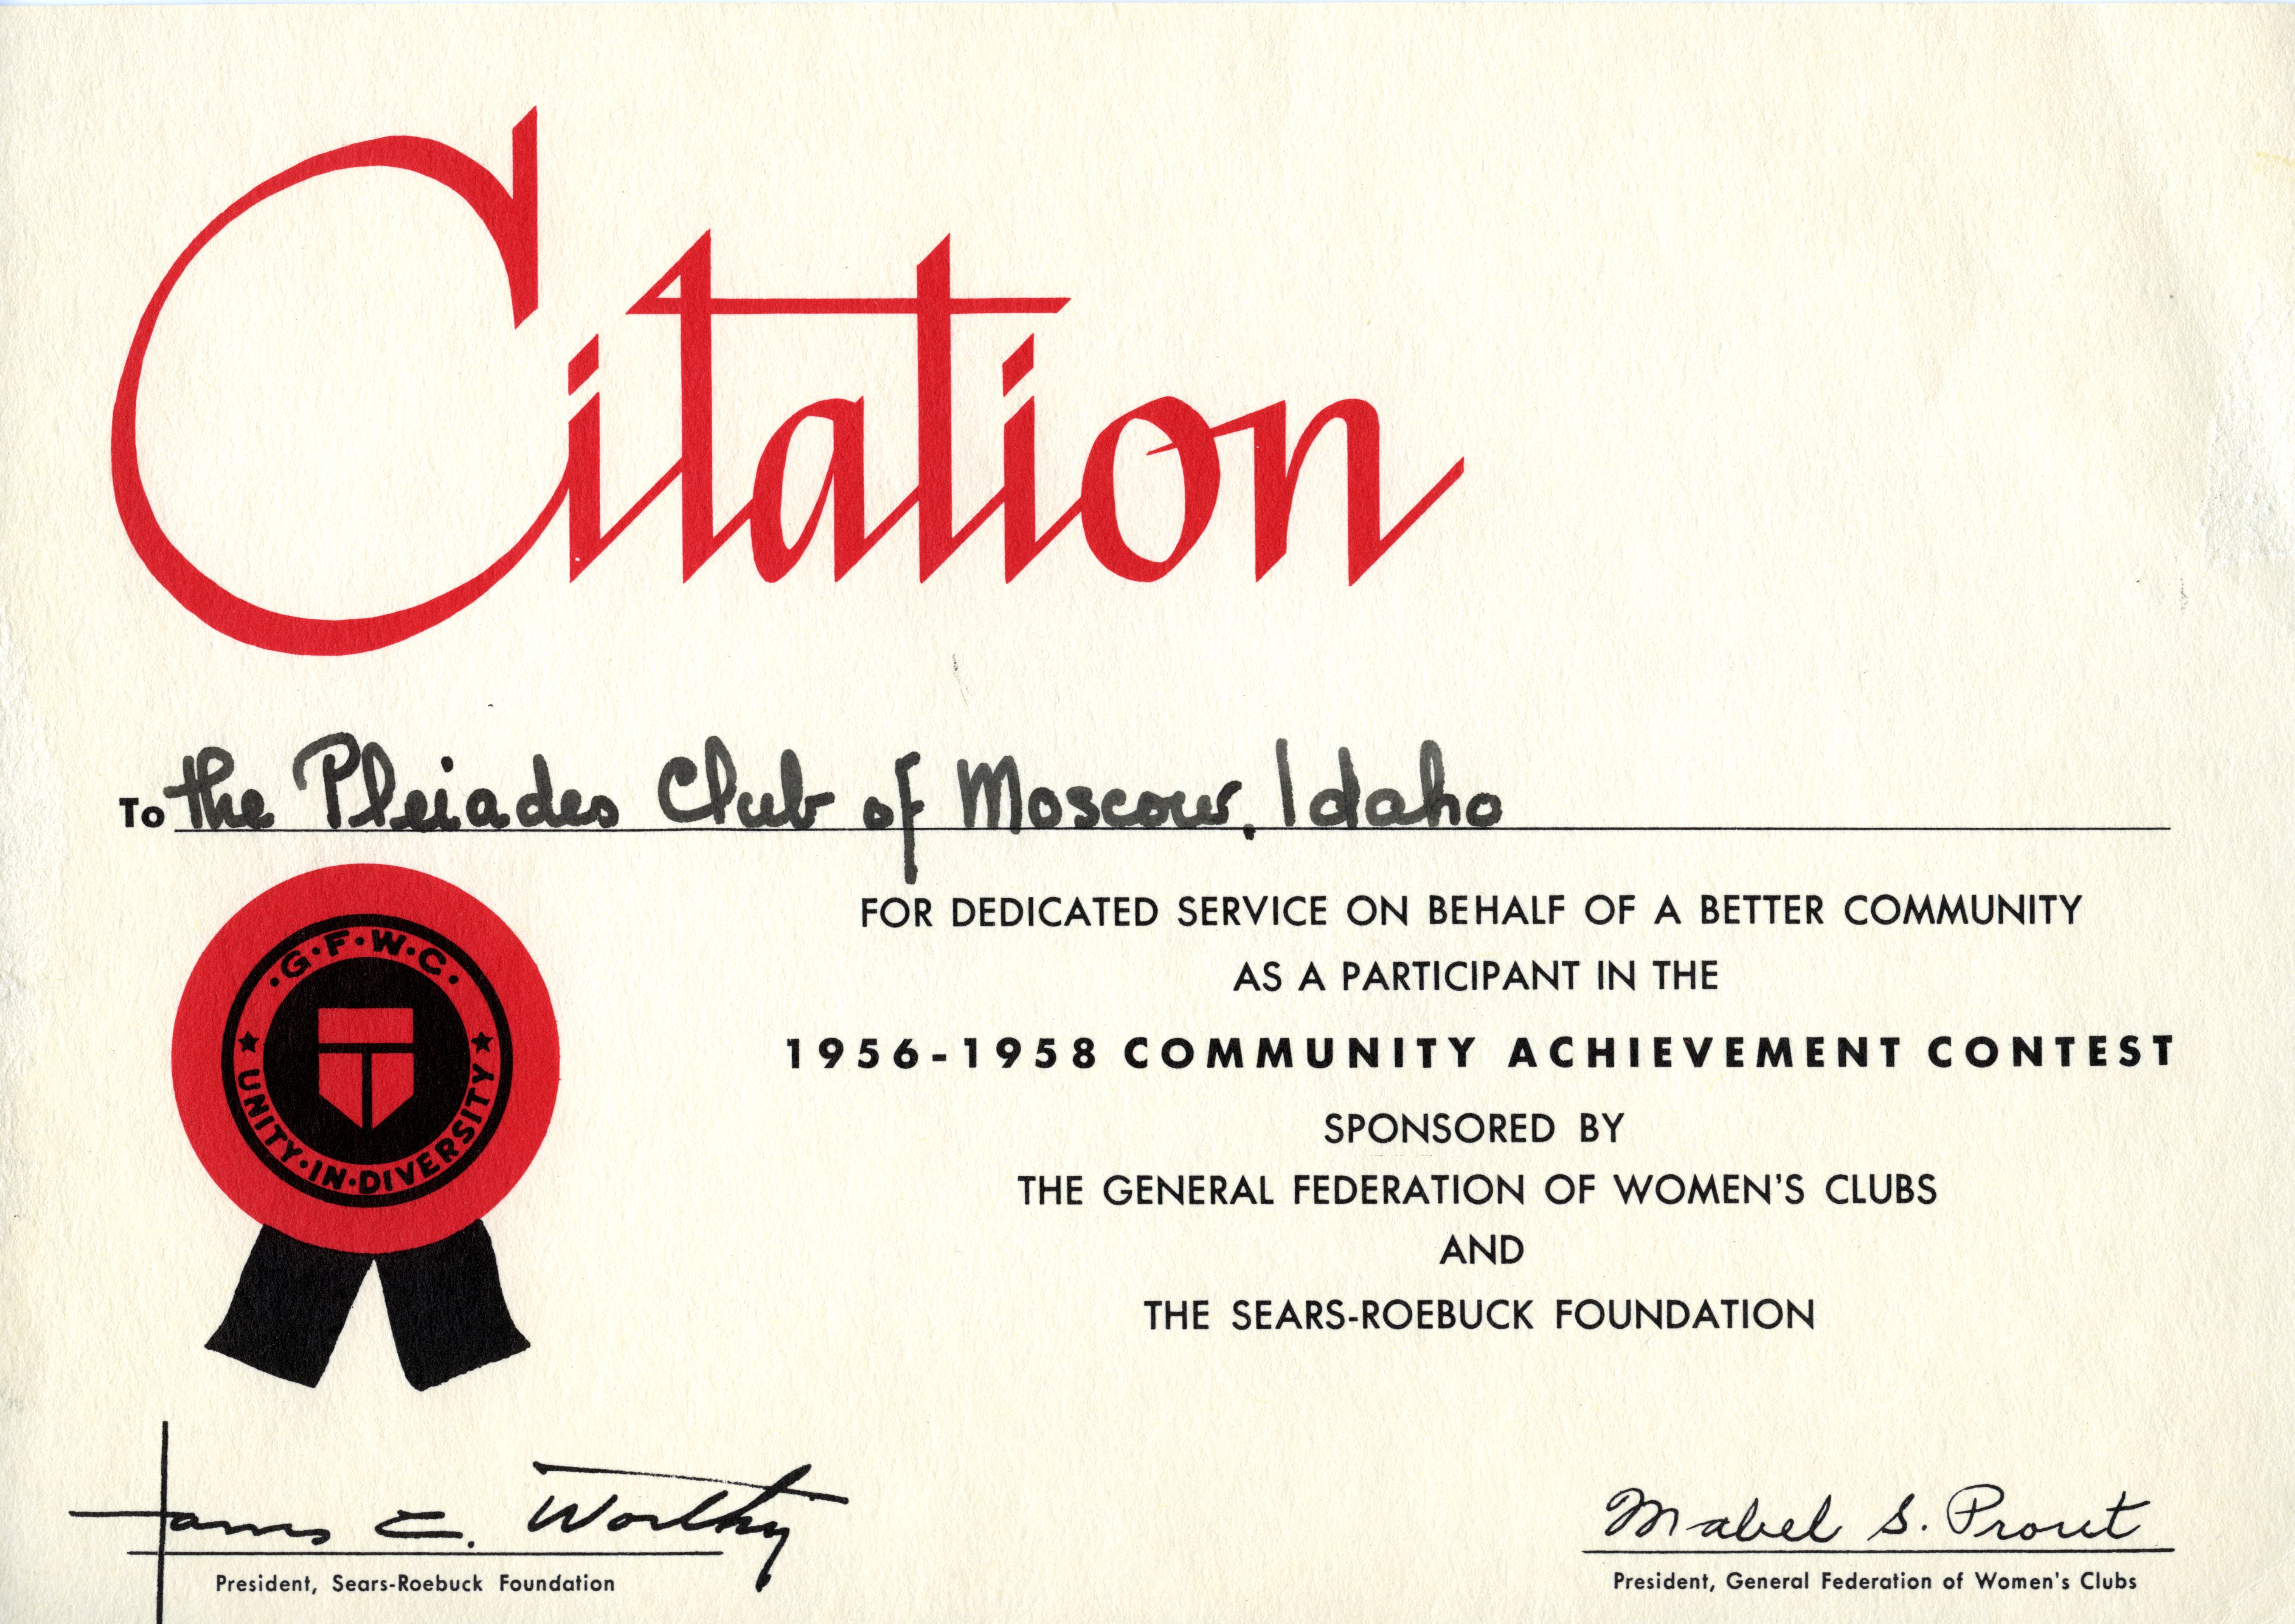 Citation
To the Pleiades Club of Moscow, Idaho
FOR DEDICATED SERVICE ON BEHALF OF A BETTER COMMUNITY
AS A PARTICIPANT IN THE
1956-1958 COMMUNITY ACHIEVEMENT CONTEST
SPONSORED BY
THE GENERAL FEDERATION OF WOMEN'S CLUBS
AND
THE SEARS-ROEBUCK FOUNDATION
·G·F·W·C·
★ UNITY·IN·DIVERSITY ★
James C. Worthy
President, Sears-Roebuck Foundation
Mabel S. Prout
President, General Federation of Women's Clubs